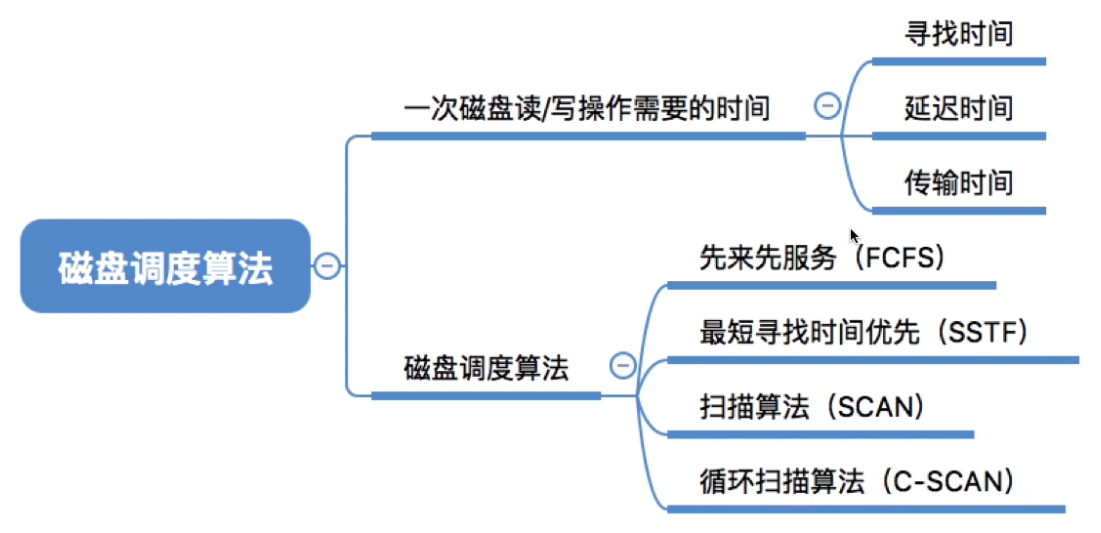 磁盘调度算法
一次磁盘读/写操作需要的时间
寻找时间
延迟时间
传输时间
磁盘调度算法
先来先服务（FCFS）
最短寻找时间优先（SSTF）
扫描算法（SCAN）
循环扫描算法（C-SCAN）